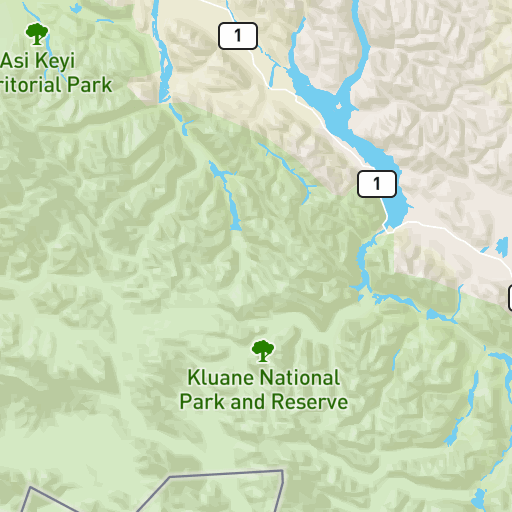 1
Asi Keyi
ritorial Park
1
Kluane National
Park and Reserve